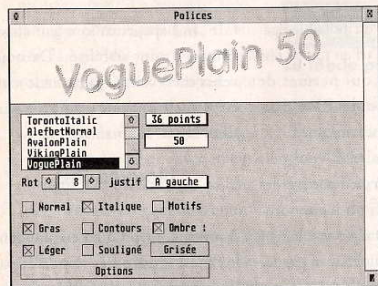 Polices
VoguePlain 50
TorontoItalic
AlefbetNormal
AvalonPlain
VikingPlain
VoguePlain
36 points
50
Rot 8 justif A gauche
Normal Italique Motifs
Gras Contours Ombre :
Léger Souligné Grisée
Options